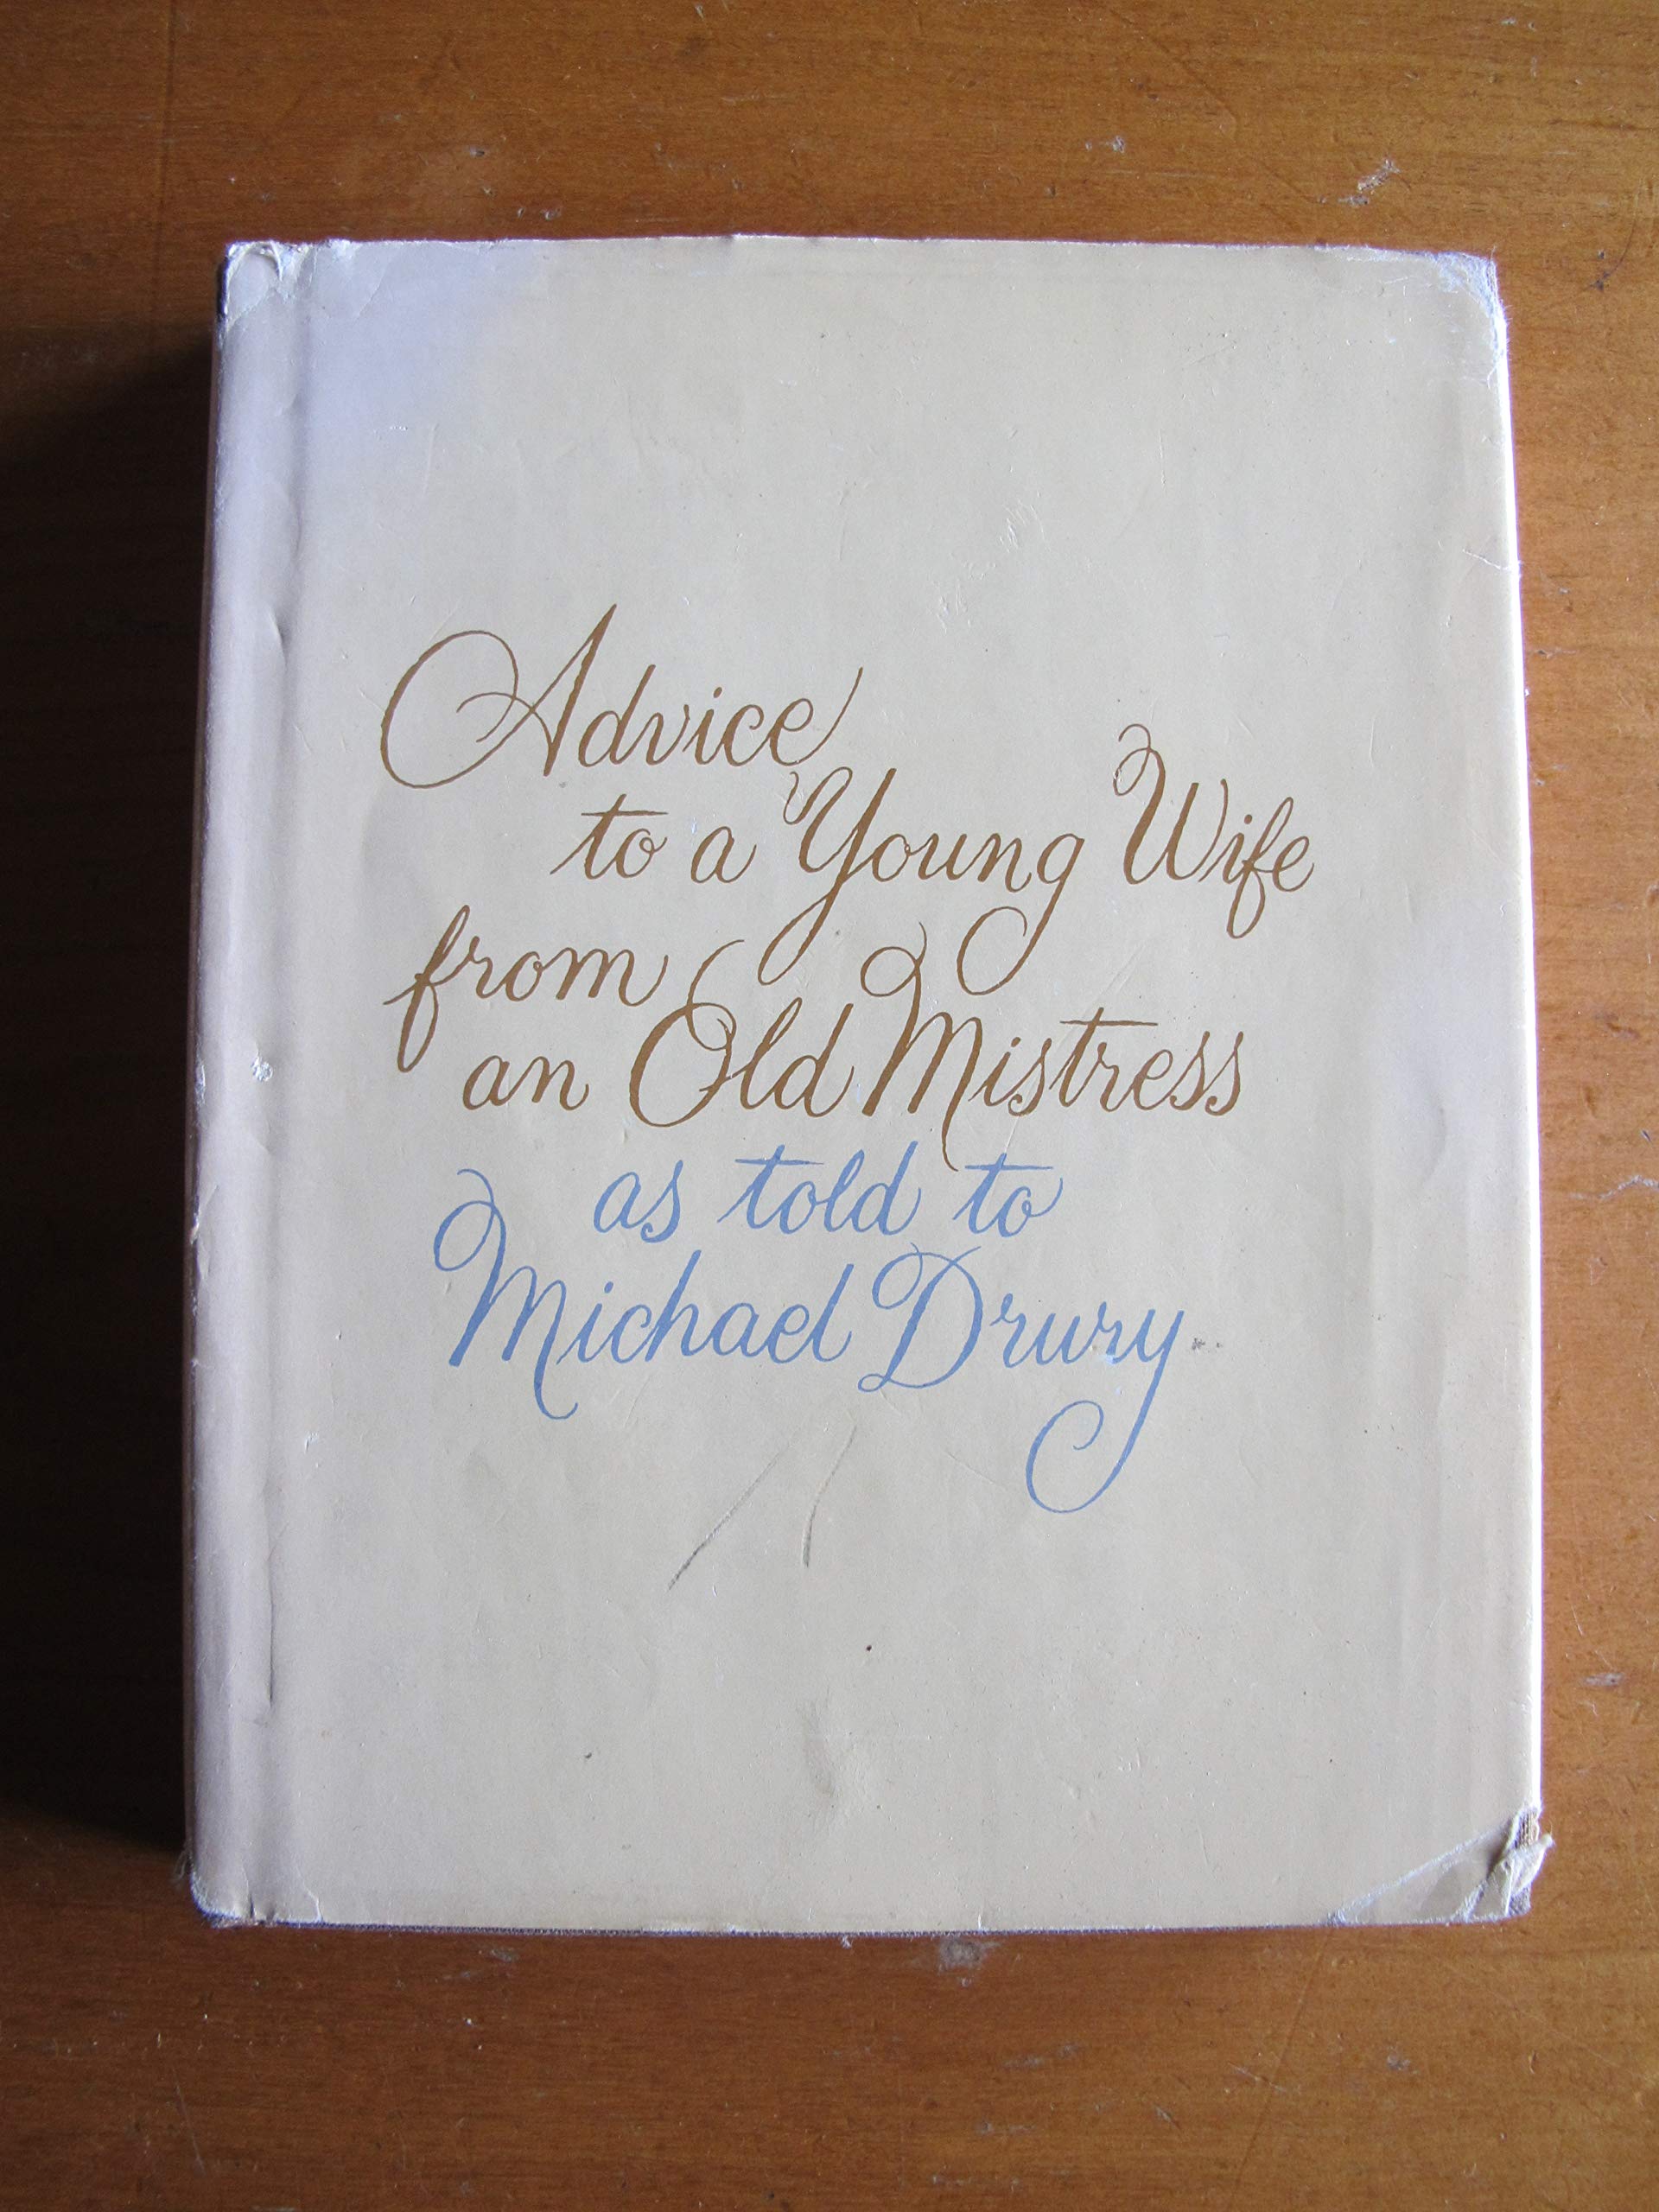 Advice
to a Young Wife
from
an Old Mistress
as told to
Michael Drury